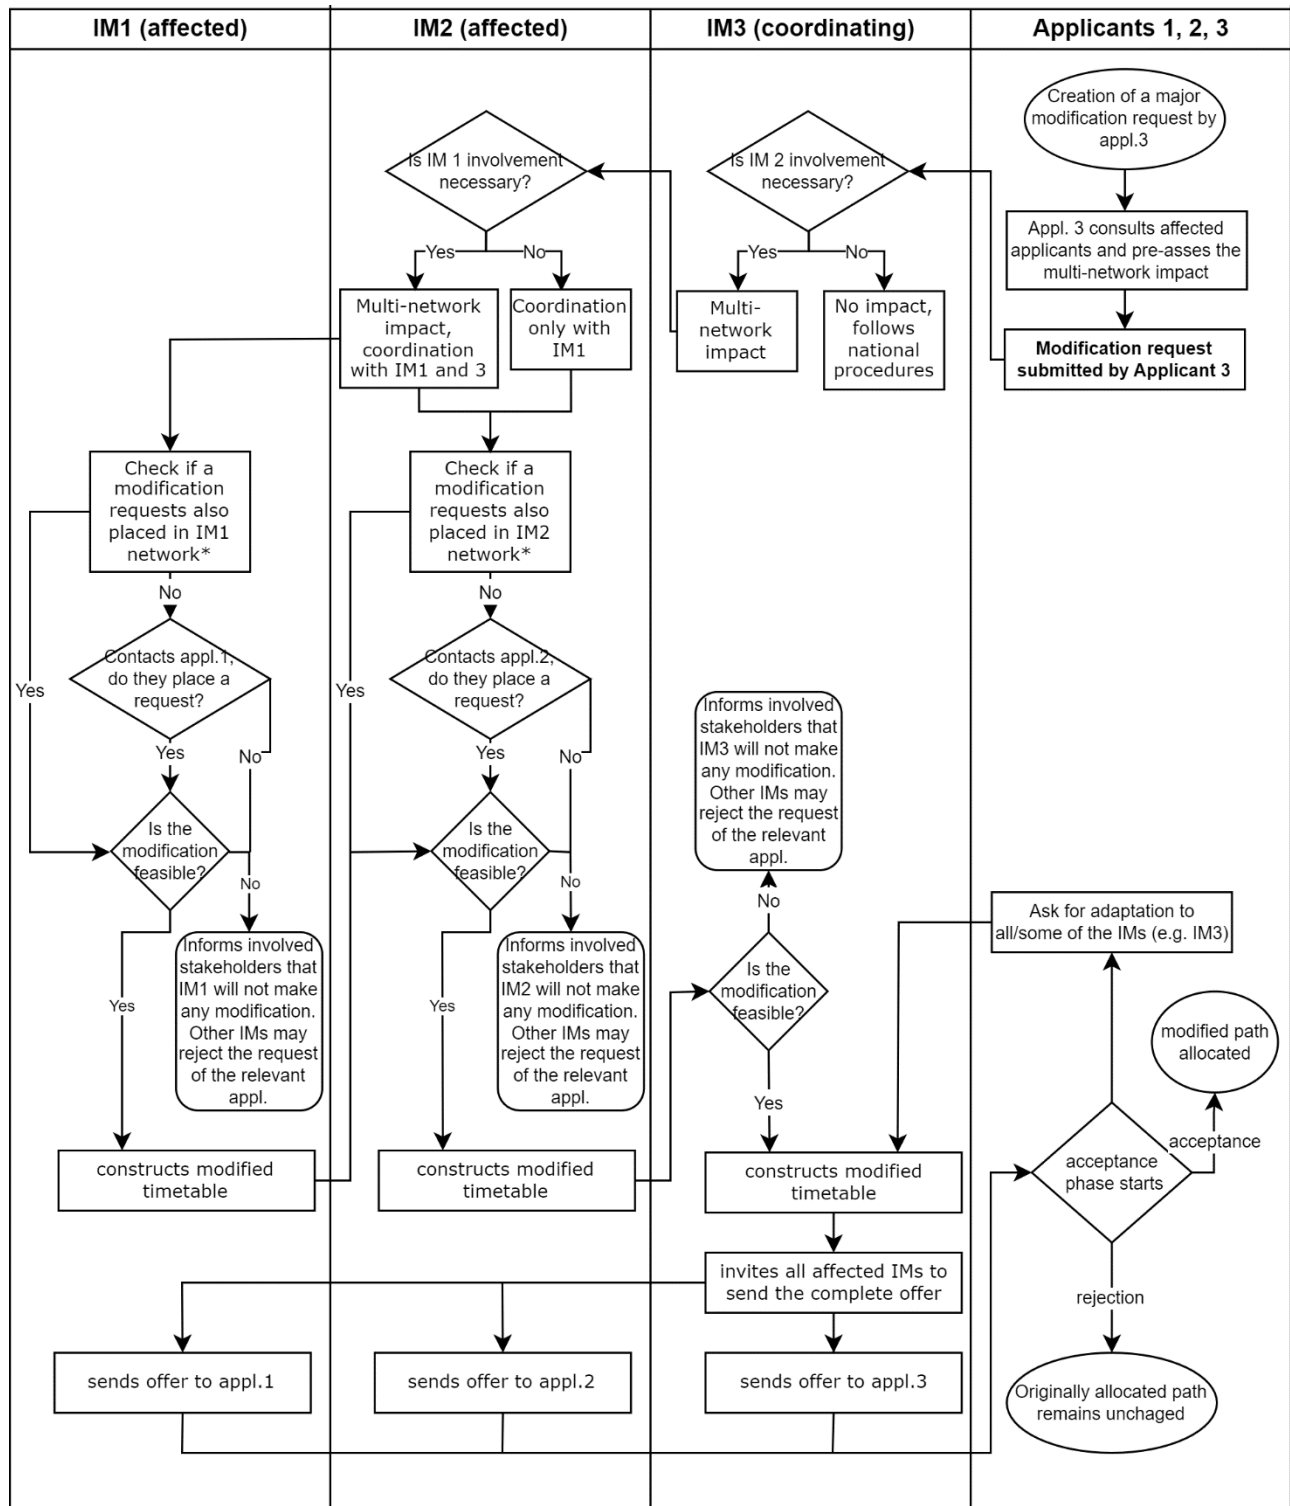 IM1 (affected)
IM2 (affected)
IM3 (coordinating)
Applicants 1, 2, 3
Creation of a major
modification request by
appl.3
Appl. 3 consults affected
applicants and pre-asses the
multi-network impact
Modification request
submitted by Applicant 3
Is IM 2 involvement
necessary?
Yes
No
Multi-
network
impact
No impact,
follows
national
procedures
Is IM 1 involvement
necessary?
Yes
No
Multi-network
impact,
coordination
with IM1 and 3
Coordination
only with
IM1
Check if a
modification
requests also
placed in IM1
network*
No
Yes
Contacts appl.1,
do they place a
request?
Yes
No
Is the
modification
feasible?
No
Yes
Informs involved
stakeholders that
IM1 will not make
any modification.
Other IMs may
reject the request
of the relevant
appl.
constructs modified
timetable
Check if a
modification
requests also
placed in IM2
network*
No
Yes
Contacts appl.2,
do they place a
request?
Yes
No
Is the
modification
feasible?
No
Yes
Informs involved
stakeholders that
IM2 will not make
any modification.
Other IMs may
reject the request
of the relevant
appl.
constructs modified
timetable
Informs involved
stakeholders that
IM3 will not make
any modification.
Other IMs may
reject the request
of the relevant
appl.
No
Is the
modification
feasible?
Yes
constructs modified
timetable
invites all affected IMs to
send the complete offer
sends offer to appl.1
sends offer to appl.2
sends offer to appl.3
Ask for adaptation to
all/some of the IMs (e.g. IM3)
modified path
allocated
acceptance
acceptance
phase starts
rejection
Originally allocated path
remains unchaged